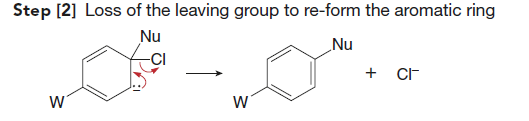 Step [2] Loss of the leaving group to re-form the aromatic ring
Nu
Nu
Cl
+ Cl–
W
W